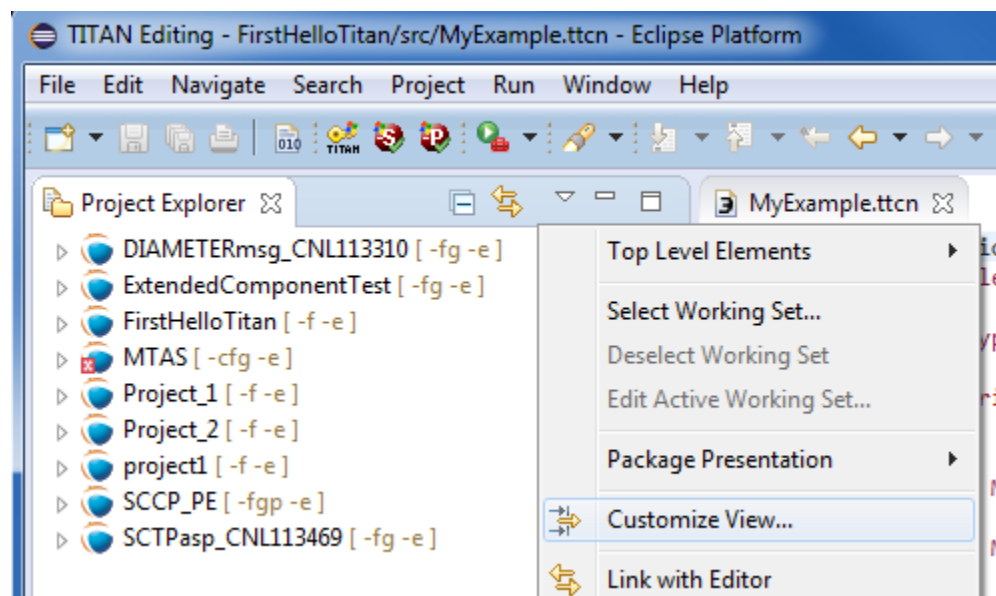 TITAN Editing - FirstHelloTitan/src/MyExample.ttcn - Eclipse Platform
File Edit Navigate Search Project Run Window Help
010 TITAN S P
Project Explorer MyExample.ttcn
DIAMETERmsg_CNL113310 [ -fg -e ]
ExtendedComponentTest [ -fg -e ]
FirstHelloTitan [ -f -e ]
MTAS [ -cfg -e ]
Project_1 [ -f -e ]
Project_2 [ -f -e ]
project1 [ -f -e ]
SCCP_PE [ -fgp -e ]
SCTPasp_CNL113469 [ -fg -e ]
Top Level Elements
Select Working Set...
Deselect Working Set
Edit Active Working Set...
Package Presentation
Customize View...
Link with Editor